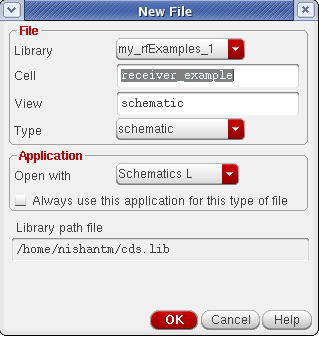 New File
File
Library my_rfExamples_1
Cell receiver_example
View schematic
Type schematic
Application
Open with Schematics L
Always use this application for this type of file
Library path file
/home/nishantm/cds.lib
OK Cancel Help